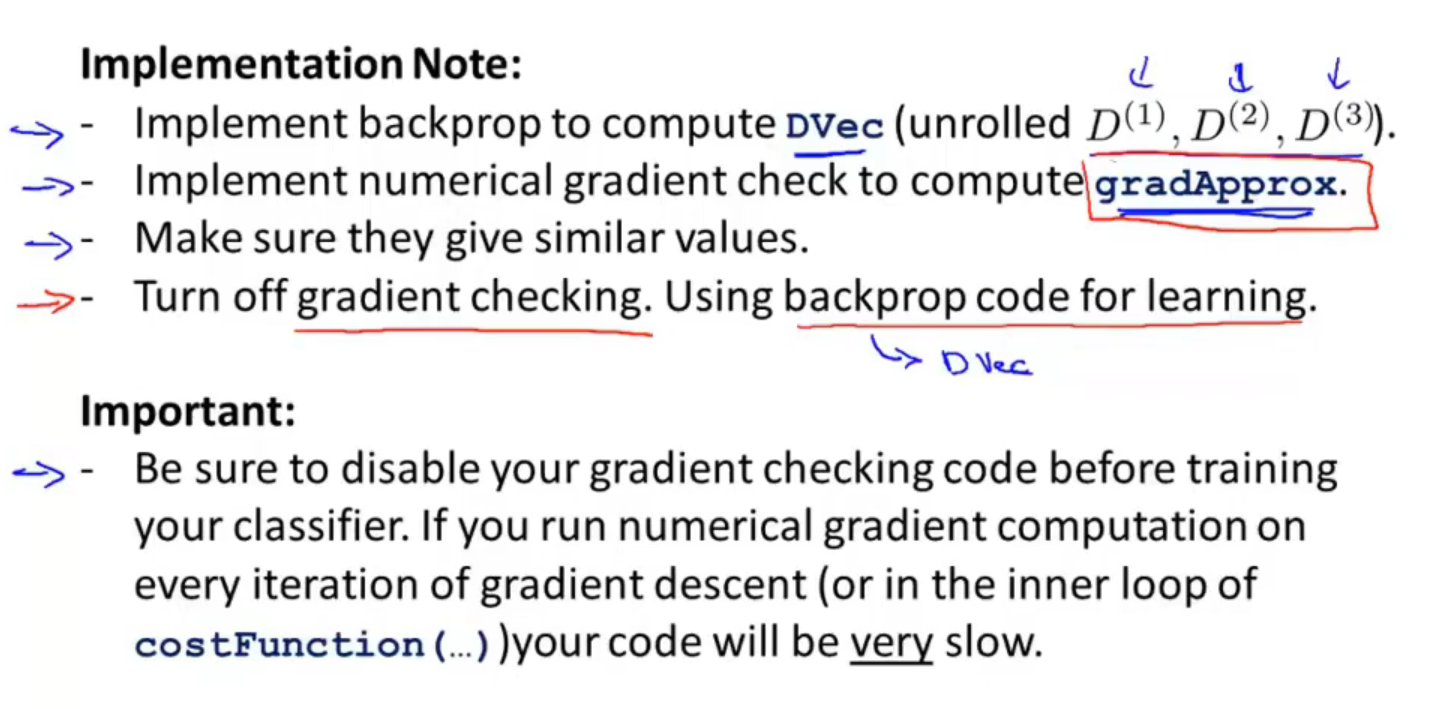 Implementation Note:
- Implement backprop to compute DVec (unrolled D⁽¹⁾, D⁽²⁾, D⁽³⁾).
- Implement numerical gradient check to compute gradApprox.
- Make sure they give similar values.
- Turn off gradient checking. Using backprop code for learning.
DVec
Important:
- Be sure to disable your gradient checking code before training
your classifier. If you run numerical gradient computation on
every iteration of gradient descent (or in the inner loop of
costFunction(…))your code will be very slow.